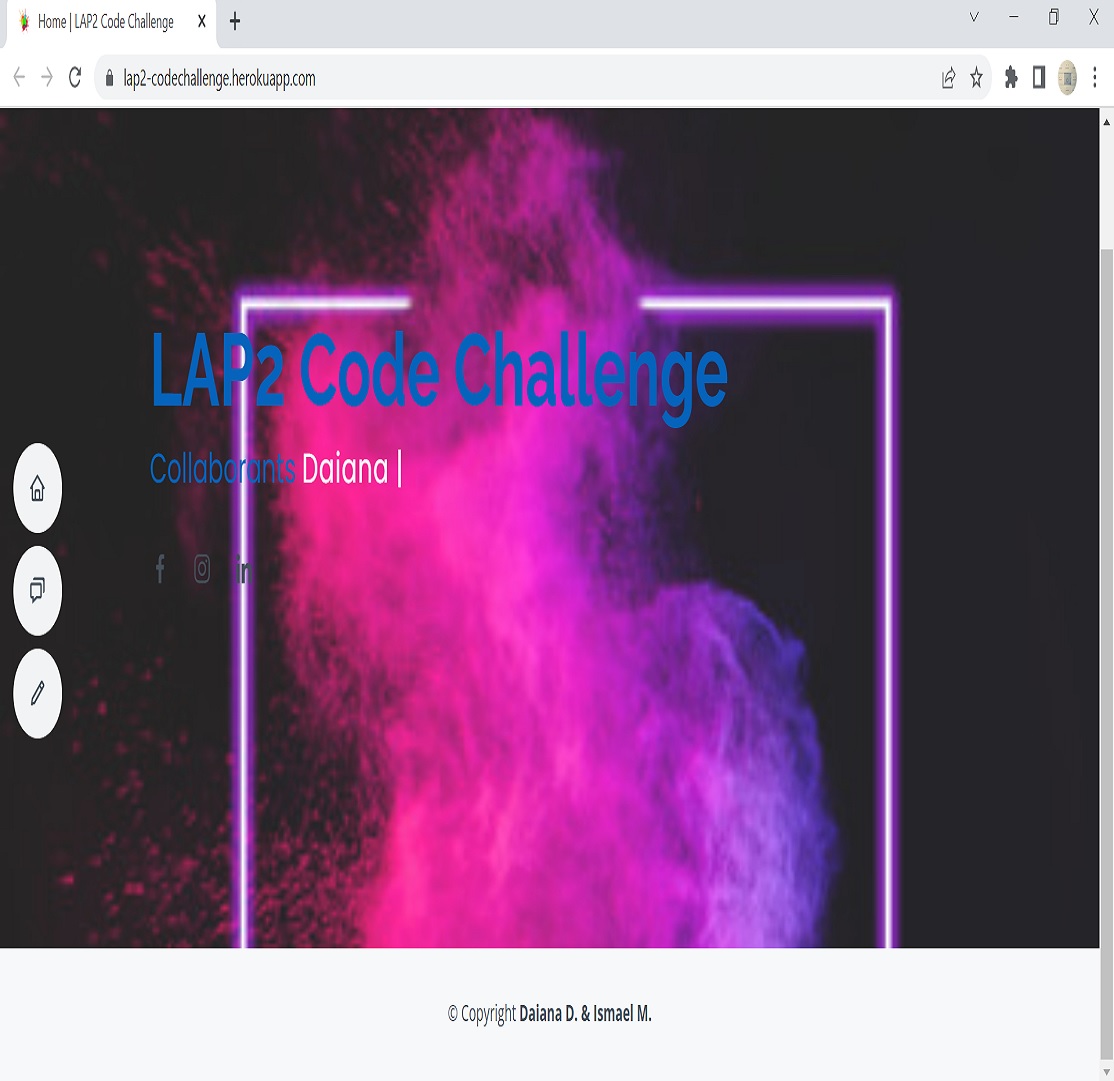 Home | LAP2 Code Challenge
lap2-codechallenge.herokuapp.com
LAP2 Code Challenge
Collaborants Daiana |
© Copyright Daiana D. & Ismael M.